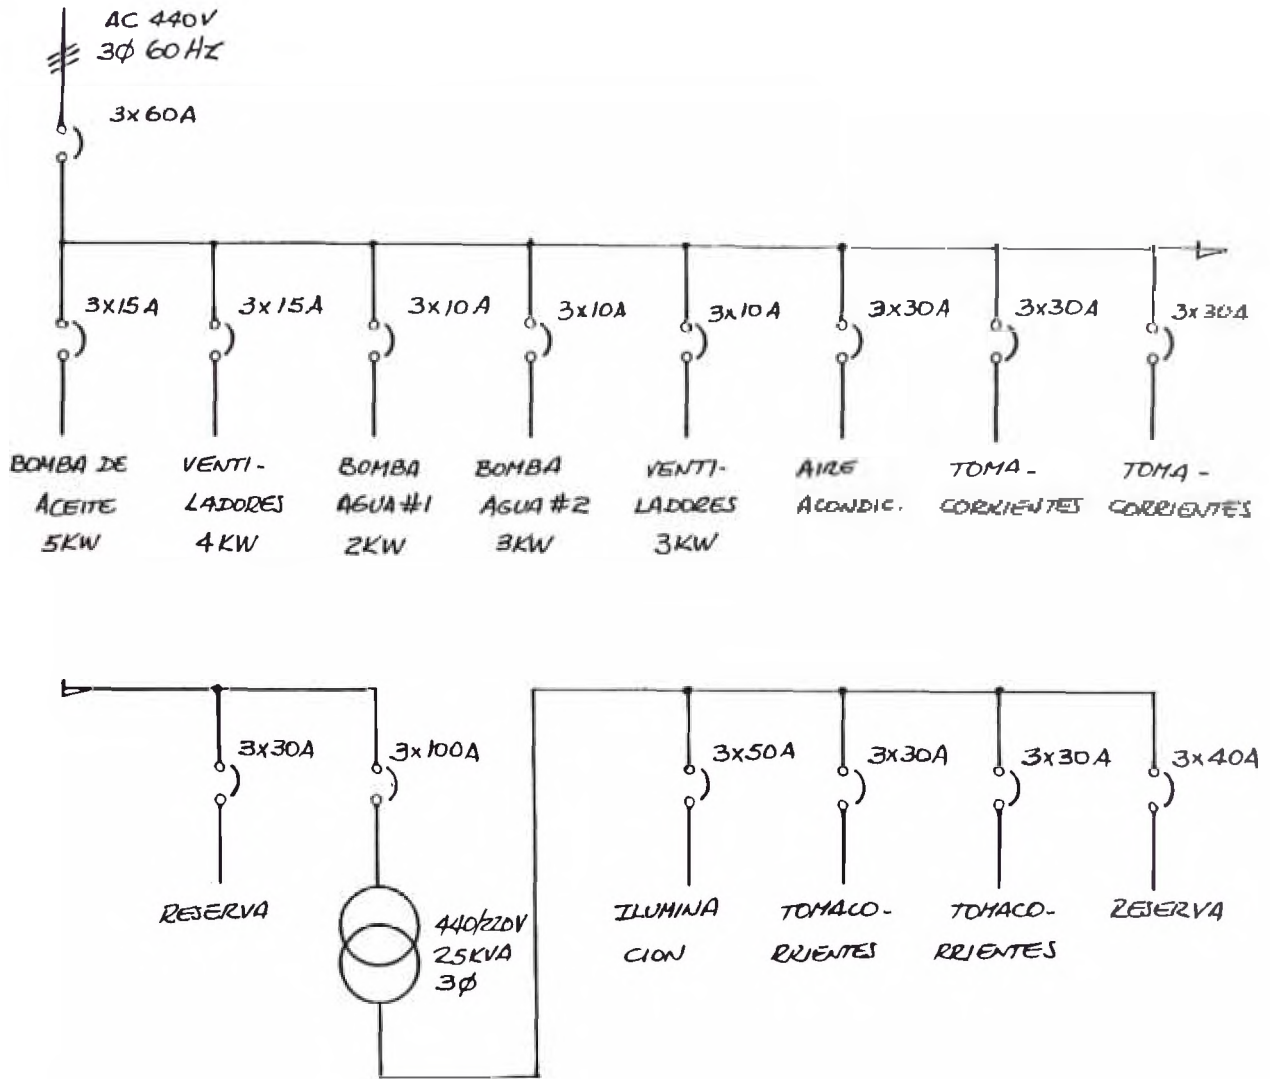 AC 440V
3φ 60 HZ
3x60A
3x15A
3x15A
3x10A
3x10A
3x10A
3x30A
3x30A
3x30A
BOMBA DE
ACEITE
5KW
VENTI-
LADORES
4KW
BOMBA
AGUA #1
2KW
BOMBA
AGUA #2
3KW
VENTI-
LADORES
3KW
AIRE
ACONDIC.
TOMA-
CORRIENTES
TOMA-
CORRIENTES
3x30A
3x100A
3x50A
3x30A
3x30A
3x40A
RESERVA
440/220V
25KVA
3φ
ILUMINA
CION
TOMACO-
RRIENTES
TOMACO-
RRIENTES
RESERVA